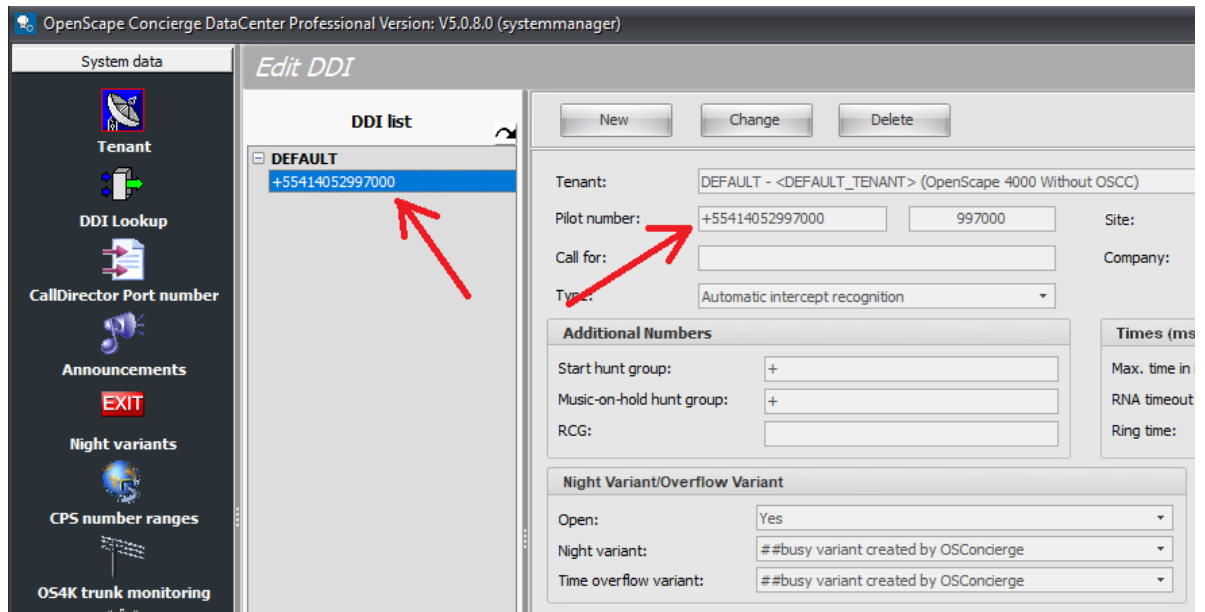 OpenScape Concierge DataCenter Professional Version: V5.0.8.0 (systemmanager)
System data
Edit DDI
Tenant
DDI Lookup
CallDirector Port number
Announcements
EXIT
Night variants
CPS number ranges
OS4K trunk monitoring
DDI list
DEFAULT
+55414052997000
New Change Delete
Tenant: DEFAULT - <DEFAULT_TENANT> (OpenScape 4000 Without OSCC)
Pilot number: +55414052997000 997000 Site:
Call for: Company:
Type: Automatic intercept recognition
Additional Numbers Times (ms
Start hunt group: + Max. time in
Music-on-hold hunt group: + RNA timeout
RCG: Ring time:
Night Variant/Overflow Variant
Open: Yes
Night variant: ##busy variant created by OSConcierge
Time overflow variant: ##busy variant created by OSConcierge